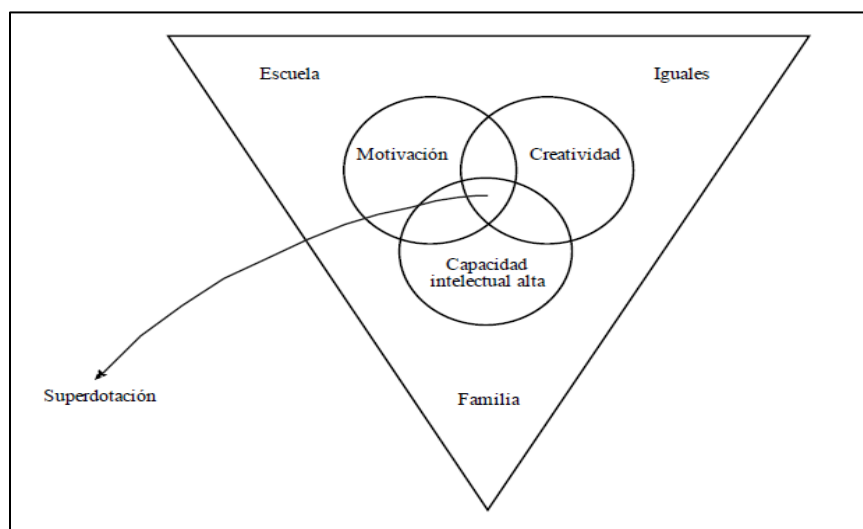 Escuela
Iguales
Motivación
Creatividad
Capacidad
intelectual alta
Superdotación
Familia